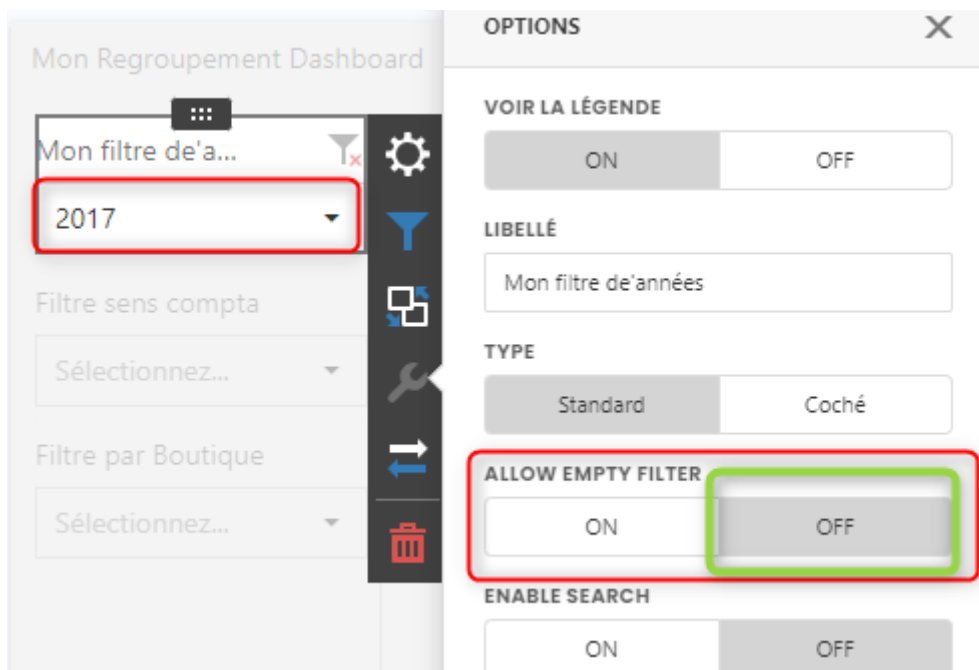 Mon Regroupement Dashboard
Mon filtre de'a...
2017
Filtre sens compta
Sélectionnez...
Filtre par Boutique
Sélectionnez...
OPTIONS
VOIR LA LÉGENDE
ON OFF
LIBELLÉ
Mon filtre de'années
TYPE
Standard Coché
ALLOW EMPTY FILTER
ON OFF
ENABLE SEARCH
ON OFF